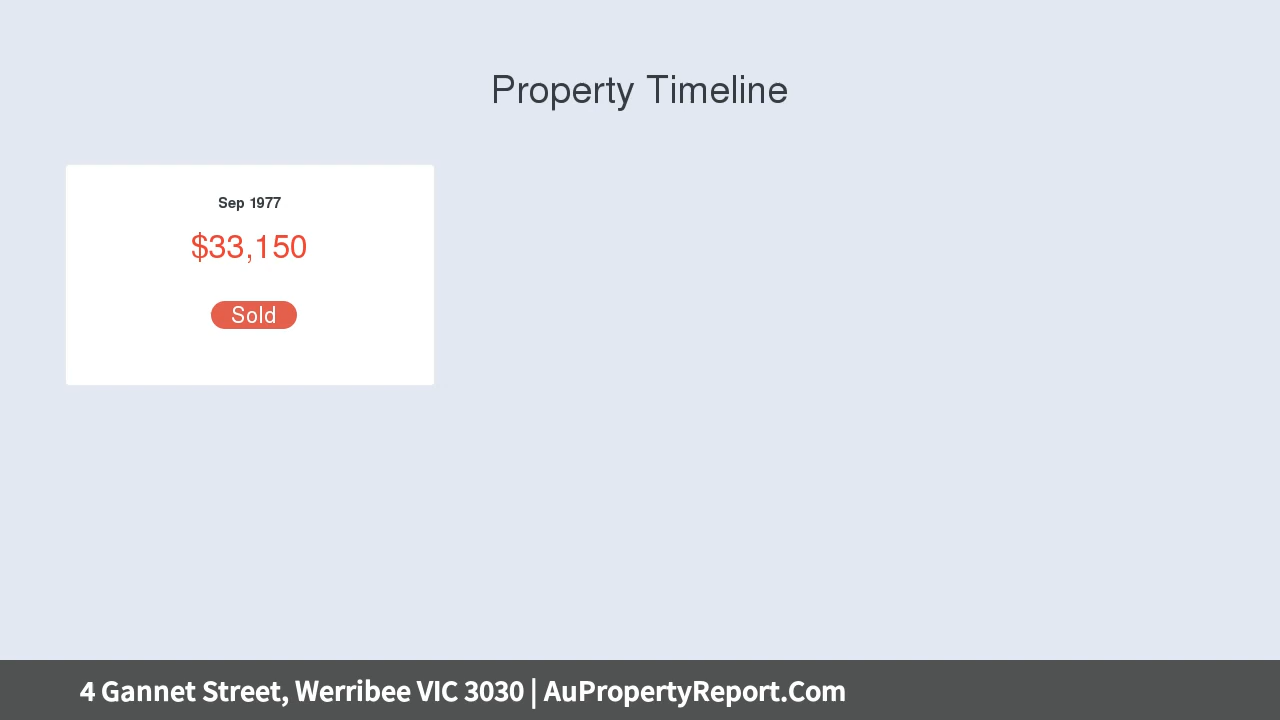 Property Timeline
Sep 1977
$33,150
Sold
4 Gannet Street, Werribee VIC 3030 | AuPropertyReport.Com